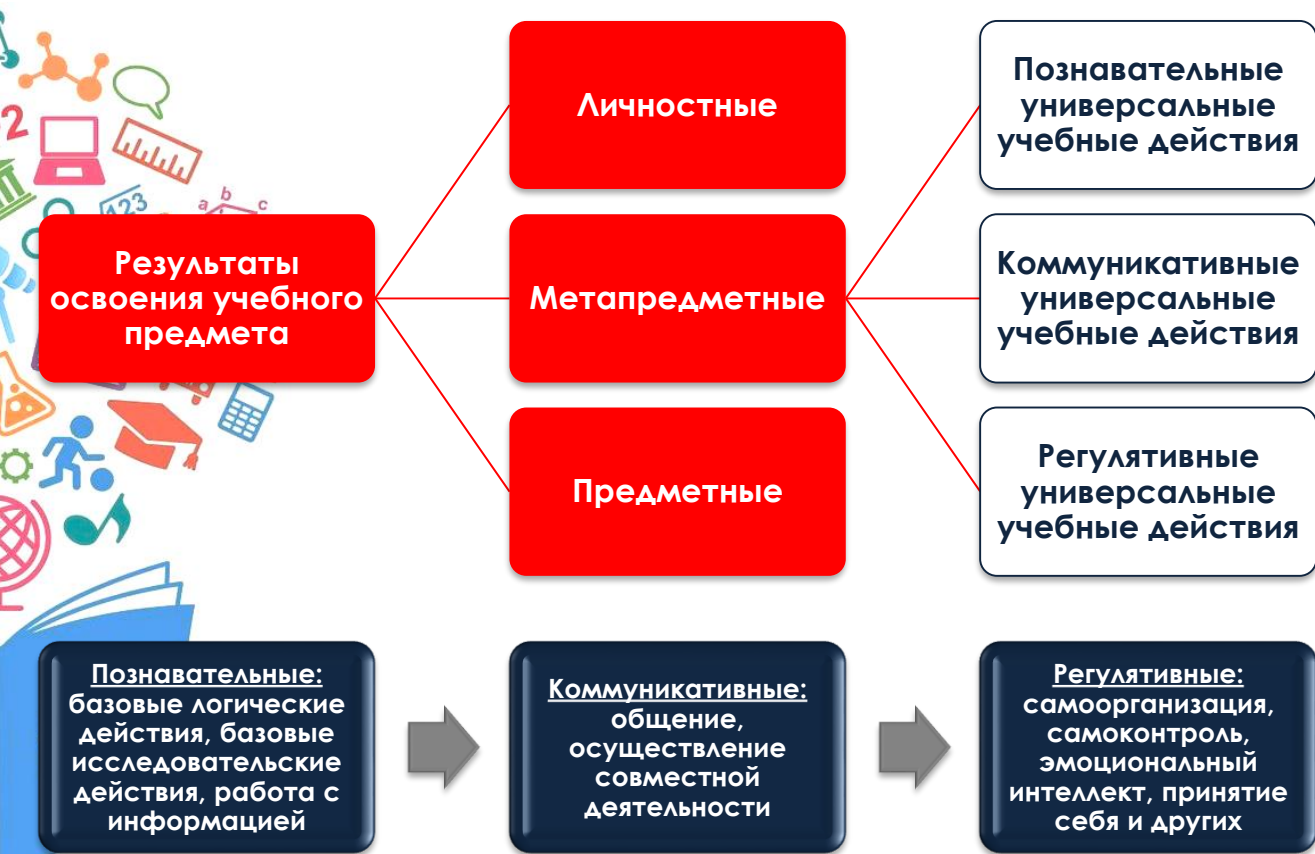 Личностные
Познавательные
универсальные
учебные действия
2
123
a b c
Результаты
освоения учебного
предмета
Метапредметные
Коммуникативные
универсальные
учебные действия
Предметные
Регулятивные
универсальные
учебные действия
Познавательные:
базовые логические
действия, базовые
исследовательские
действия, работа с
информацией
Коммуникативные:
общение,
осуществление
совместной
деятельности
Регулятивные:
самоорганизация,
самоконтроль,
эмоциональный
интеллект, принятие
себя и других